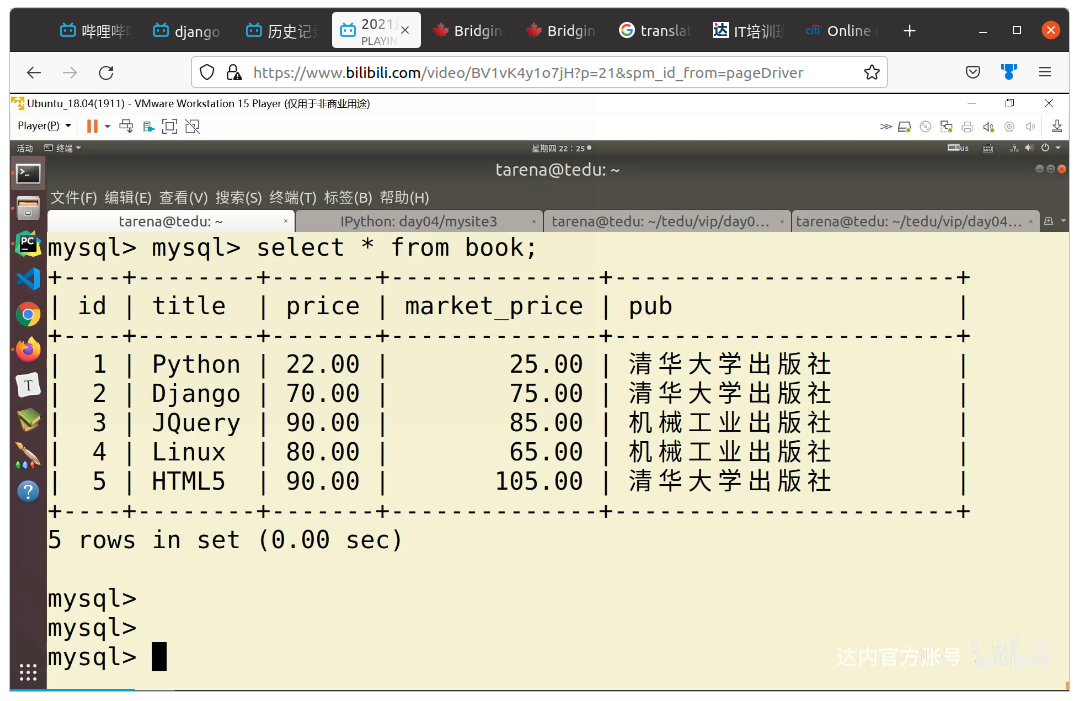 哔哩哔哩 django 历史记录 2021 Bridgin Bridgin translat IT培训 Online
PLAYIN
https://www.bilibili.com/video/BV1vK4y1o7jH?p=21&spm_id_from=pageDriver
Ubuntu_18.04(1911) - VMware Workstation 15 Player (仅用于非商业用途)
Player(P)
活动 终端 星期四 22：25
tarena@tedu: ~
文件(F) 编辑(E) 查看(V) 搜索(S) 终端(T) 标签(B) 帮助(H)
tarena@tedu: ~ IPython: day04/mysite3 tarena@tedu: ~/tedu/vip/day0... tarena@tedu: ~/tedu/vip/day04...
mysql> mysql> select * from book;
+----+--------+-------+--------------+-----------------------+
| id | title  | price | market_price | pub                   |
+----+--------+-------+--------------+-----------------------+
|  1 | Python | 22.00 |        25.00 | 清华大学出版社        |
|  2 | Django | 70.00 |        75.00 | 清华大学出版社        |
|  3 | JQuery | 90.00 |        85.00 | 机械工业出版社        |
|  4 | Linux  | 80.00 |        65.00 | 机械工业出版社        |
|  5 | HTML5  | 90.00 |       105.00 | 清华大学出版社        |
+----+--------+-------+--------------+-----------------------+
5 rows in set (0.00 sec)
mysql>
mysql>
mysql>
达内官方账号 bilibili